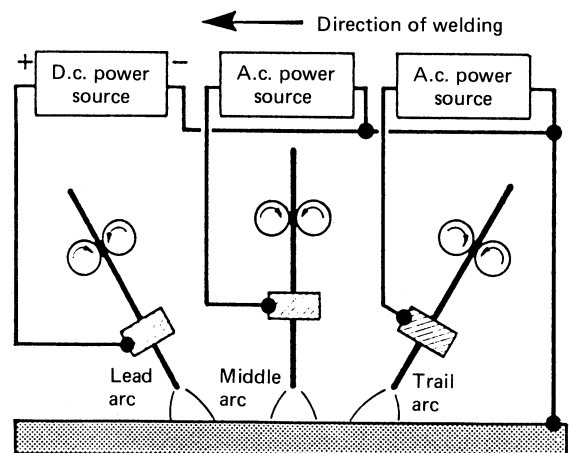 Direction of welding
+
D.c. power
source
−
A.c. power
source
A.c. power
source
Lead
arc
Middle
arc
Trail
arc